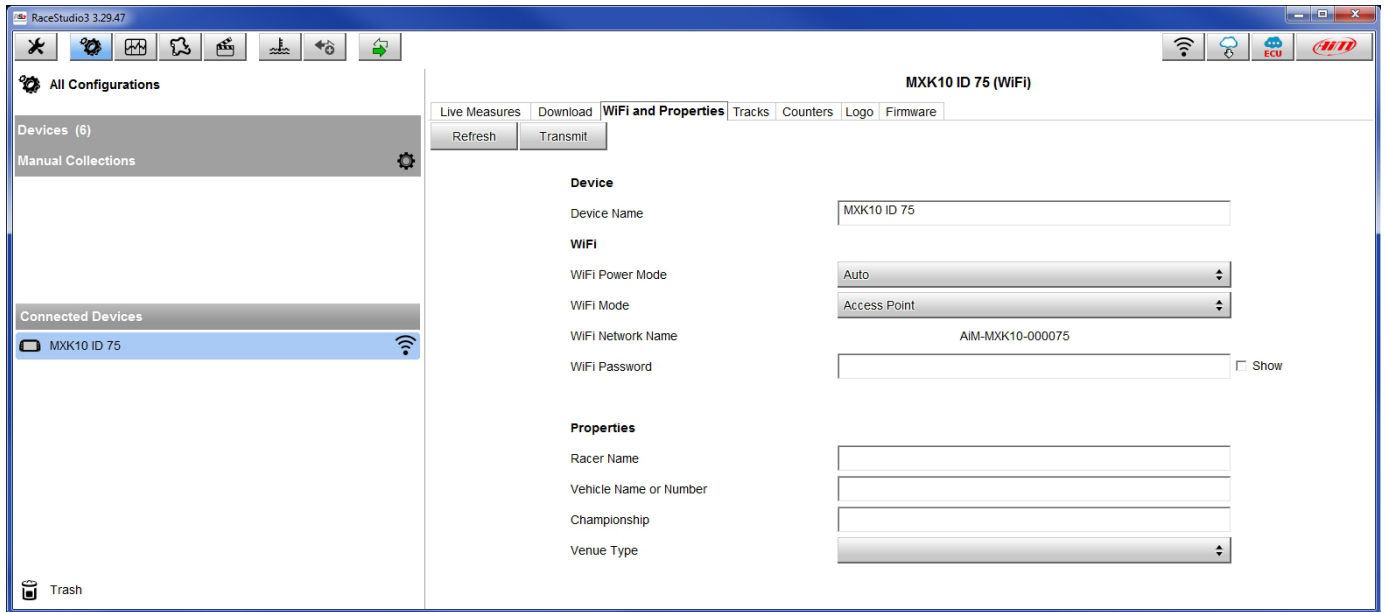 RaceStudio3 3.29.47
ECU
AiM
All Configurations
MXK10 ID 75 (WiFi)
Live Measures Download WiFi and Properties Tracks Counters Logo Firmware
Devices (6)
Refresh Transmit
Manual Collections
Device
Device Name MXK10 ID 75
WiFi
WiFi Power Mode Auto
Connected Devices
WiFi Mode Access Point
MXK10 ID 75
WiFi Network Name AiM-MXK10-000075
WiFi Password Show
Properties
Racer Name
Vehicle Name or Number
Championship
Venue Type
Trash